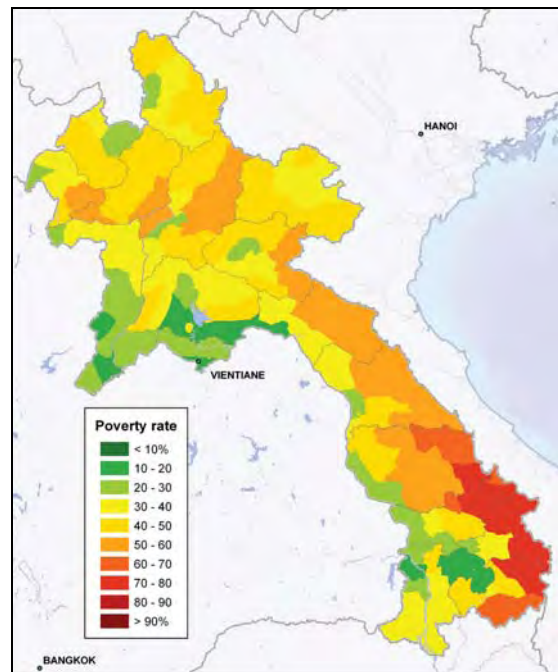 HANOI
VIENTIANE
Poverty rate
< 10%
10 - 20
20 - 30
30 - 40
40 - 50
50 - 60
60 - 70
70 - 80
80 - 90
> 90%
BANGKOK